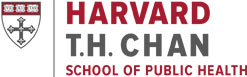 HARVARD
T.H. CHAN
SCHOOL OF PUBLIC HEALTH